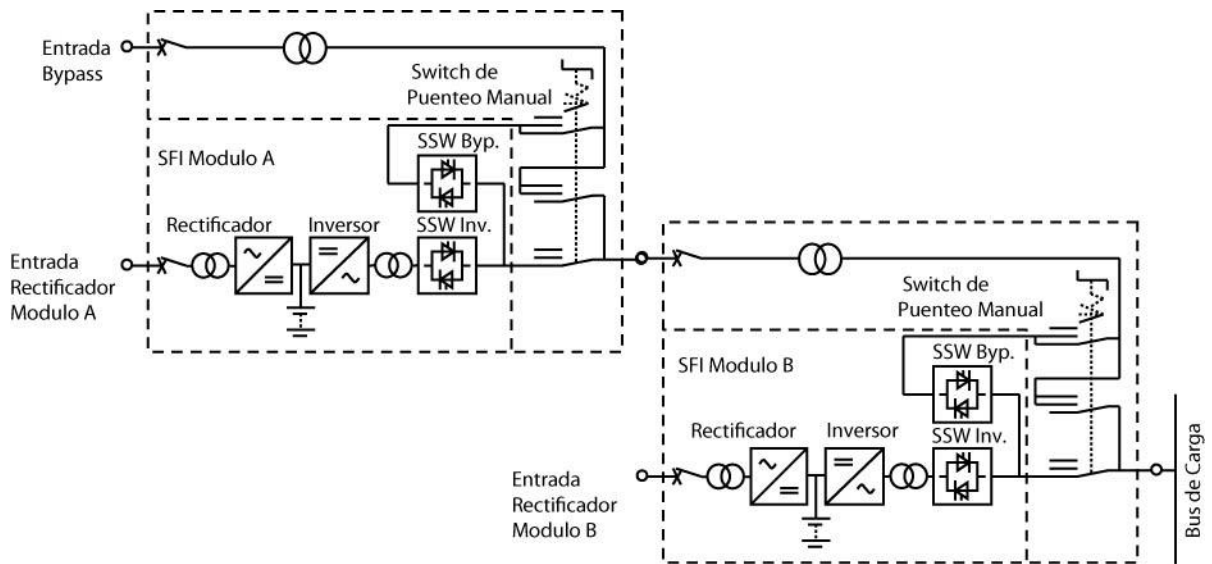 Entrada
Bypass
Switch de
Puenteo Manual
SSW Byp.
SFI Modulo A
Rectificador
Inversor
SSW Inv.
Entrada
Rectificador
Modulo A
Switch de
Puenteo Manual
SSW Byp.
SFI Modulo B
Rectificador
Inversor
SSW Inv.
Entrada
Rectificador
Modulo B
Bus de Carga